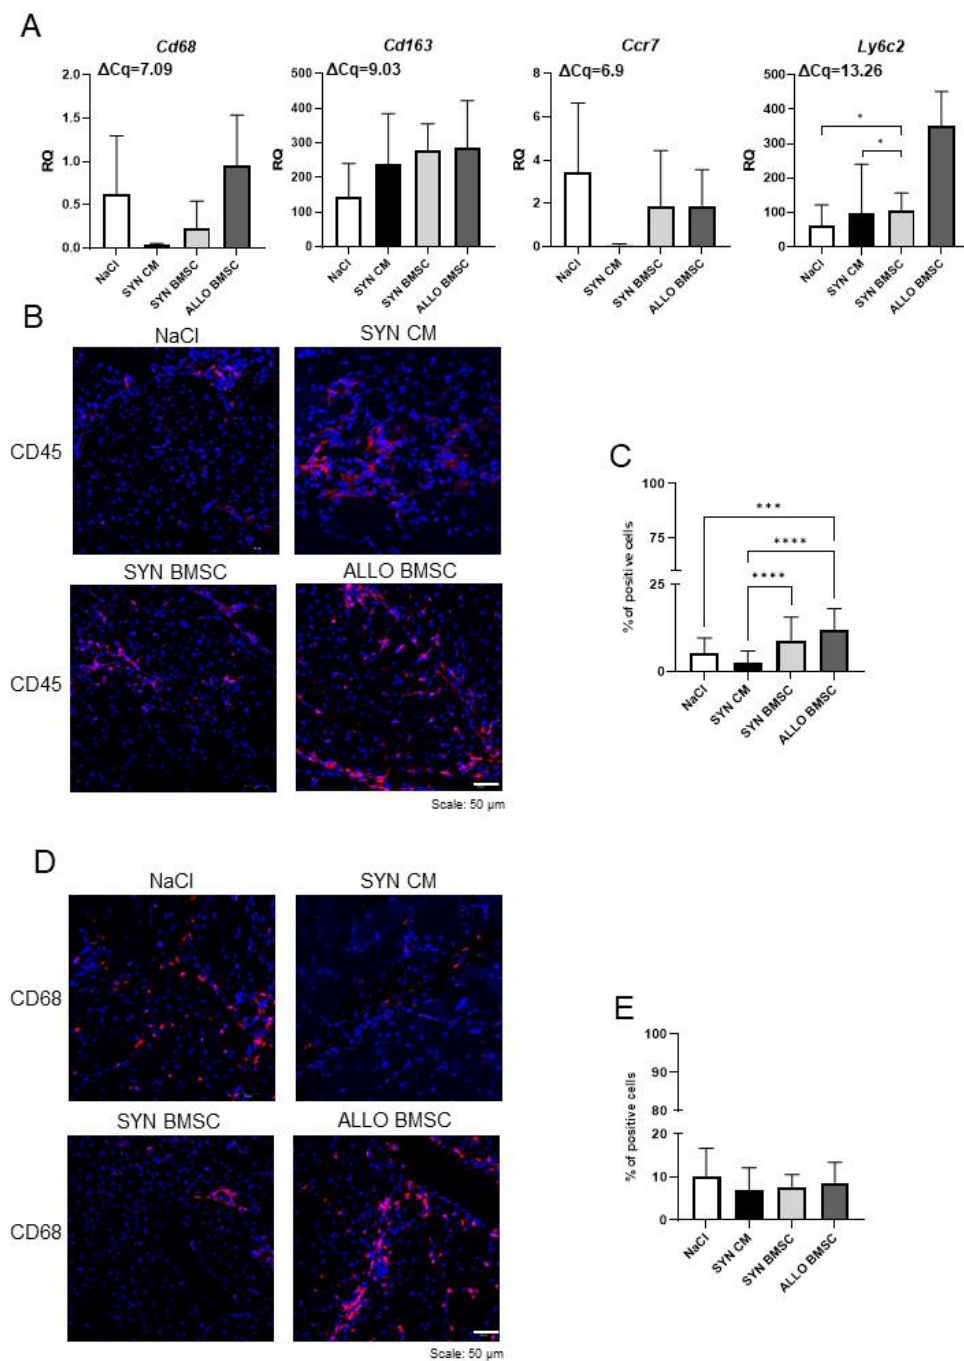 A
Cd68
Cd163
Ccr7
Ly6c2
ΔCq=7.09
ΔCq=9.03
ΔCq=6.9
ΔCq=13.26
2.0
1.5
1.0
0.5
0.0
RQ
NaCl
SYN CM
SYN BMSC
ALLO BMSC
500
400
300
200
100
0
RQ
NaCl
SYN CM
SYN BMSC
ALLO BMSC
8
6
4
2
0
RQ
NaCl
SYN CM
SYN BMSC
ALLO BMSC
500
400
300
200
100
0
RQ
*
*
NaCl
SYN CM
SYN BMSC
ALLO BMSC
B
NaCl
SYN CM
CD45
SYN BMSC
ALLO BMSC
CD45
Scale: 50 µm
C
100
75
25
0
% of positive cells
***
****
****
NaCl
SYN CM
SYN BMSC
ALLO BMSC
D
NaCl
SYN CM
CD68
SYN BMSC
ALLO BMSC
CD68
Scale: 50 µm
E
100
90
80
20
10
0
% of positive cells
NaCl
SYN CM
SYN BMSC
ALLO BMSC